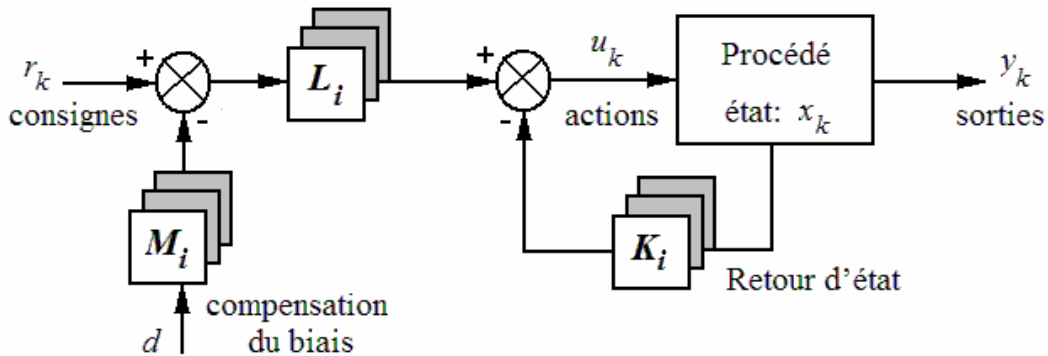 +
r_k
consignes
-
L_i
+
-
u_k
actions
Procédé
état: x_k
y_k
sorties
M_i
K_i
Retour d'état
compensation
du biais
d